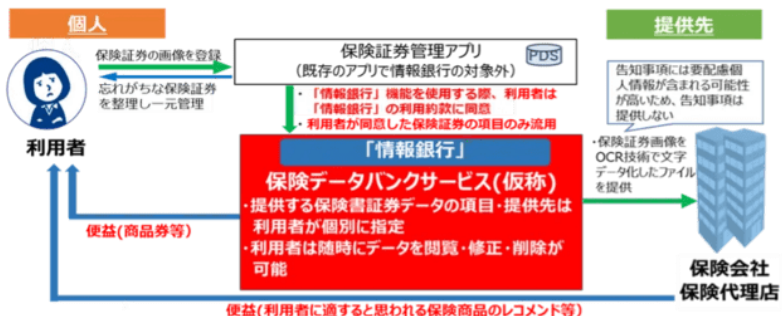 個人
提供先
保険証券の画像を登録
忘れがちな保険証券
を整理し一元管理
利用者
保険証券管理アプリ
(既存のアプリで情報銀行の対象外)
PDS
・「情報銀行」機能を使用する際、利用者は
「情報銀行」の利用約款に同意
・利用者が同意した保険証券の項目のみ流用
告知事項には要配慮個
人情報が含まれる可能性
が高いため、告知事項は
提供しない
「情報銀行」
保険データバンクサービス(仮称)
・提供する保険書証券データの項目・提供先は
利用者が個別に指定
・利用者は随時にデータを閲覧・修正・削除が
可能
・保険証券画像を
OCR技術で文字
データ化したファイル
を提供
便益(商品券等)
保険会社
保険代理店
便益(利用者に適すると思われる保険商品のレコメンド等)